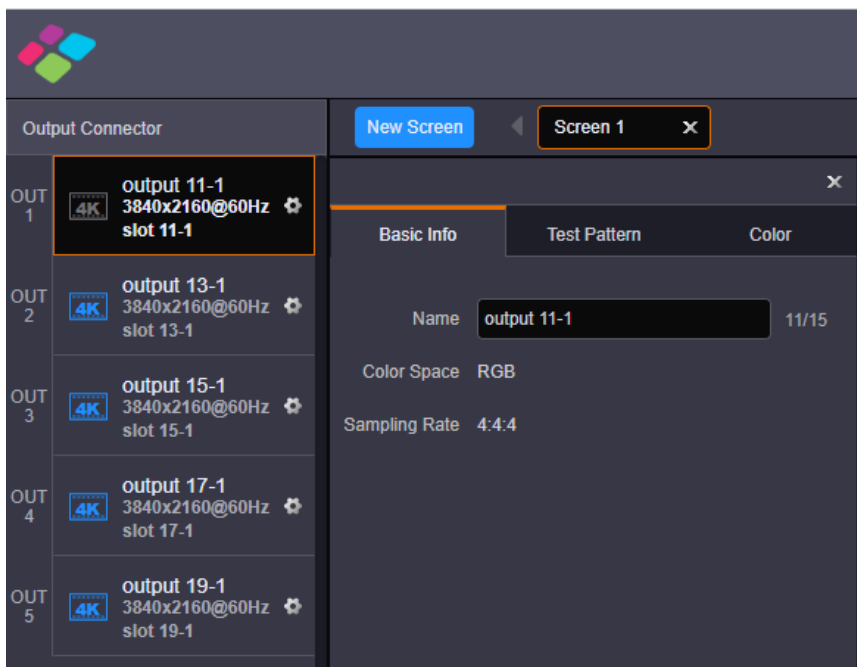 Output Connector
New Screen
Screen 1
OUT
1
4K
output 11-1
3840x2160@60Hz
slot 11-1
OUT
2
4K
output 13-1
3840x2160@60Hz
slot 13-1
OUT
3
4K
output 15-1
3840x2160@60Hz
slot 15-1
OUT
4
4K
output 17-1
3840x2160@60Hz
slot 17-1
OUT
5
4K
output 19-1
3840x2160@60Hz
slot 19-1
Basic Info Test Pattern Color
Name output 11-1 11/15
Color Space RGB
Sampling Rate 4:4:4